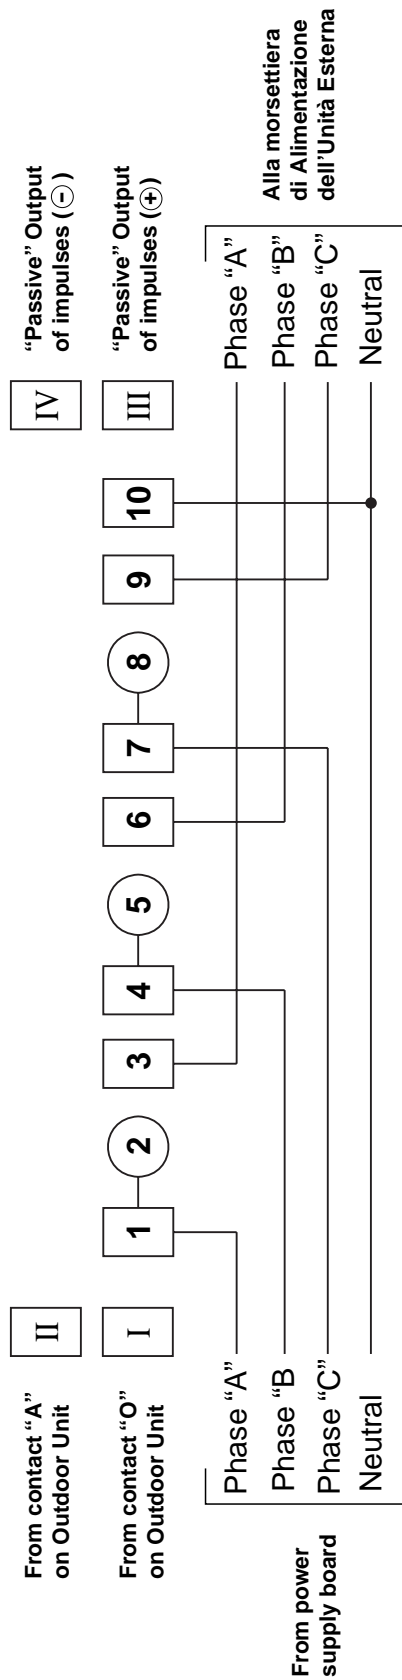 From contact “A”
on Outdoor Unit
II
IV
“Passive” Output
of impulses (-)
From contact “O”
on Outdoor Unit
I
1
2
3
4
5
6
7
8
9
10
III
“Passive” Output
of impulses (+)
From power
supply board
Phase “A”
Phase “B
Phase “C”
Neutral
Phase “A”
Phase “B”
Phase “C”
Neutral
Alla morsettiera
di Alimentazione
dell'Unità Esterna